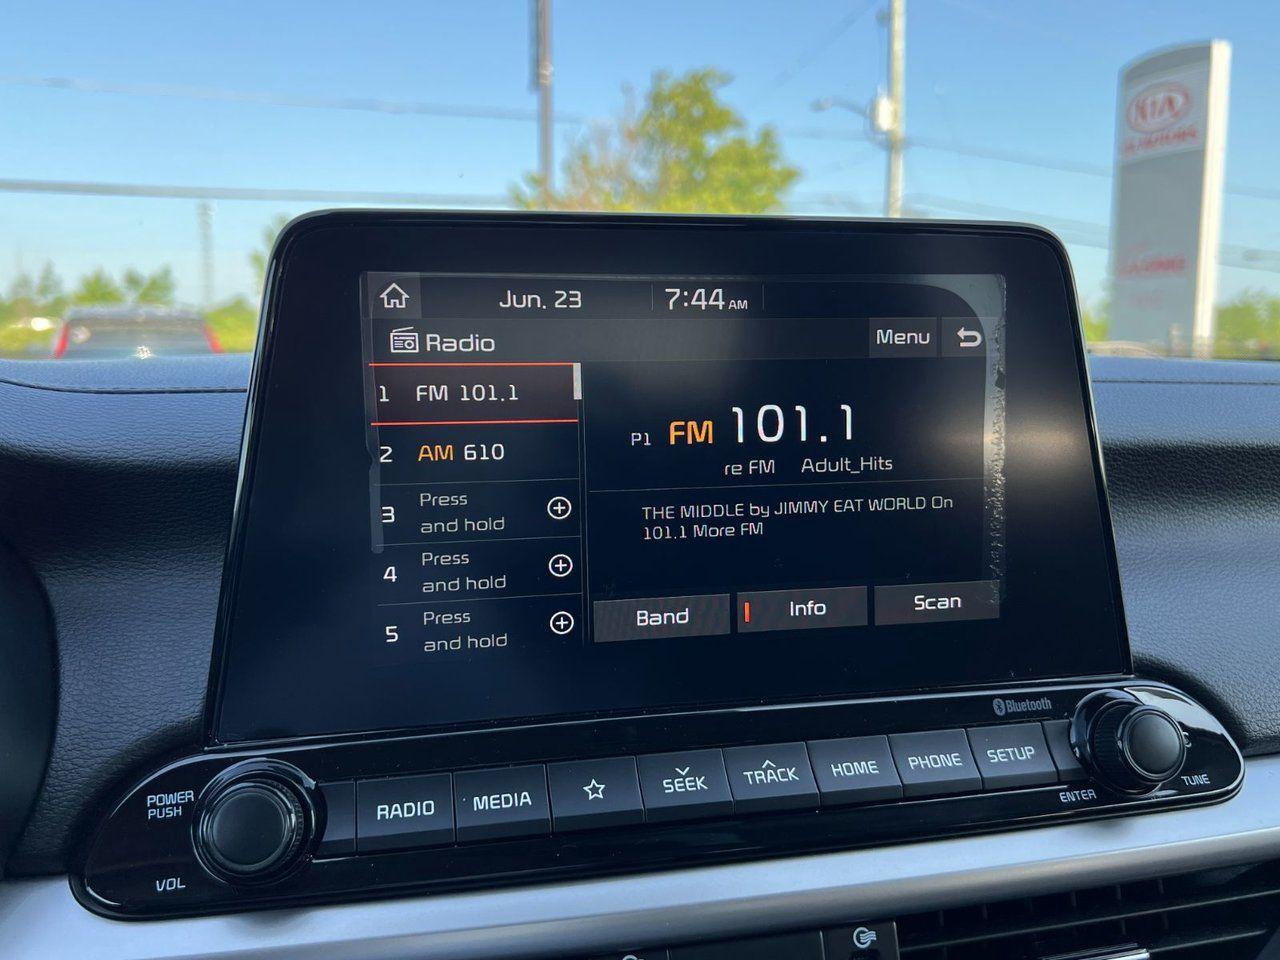 KIA
Jun. 23
7:44 AM
Radio
Menu
1 FM 101.1
P1 FM 101.1
2 AM 610
re FM Adult_Hits
3 Press
and hold
THE MIDDLE by JIMMY EAT WORLD On
101.1 More FM
4 Press
and hold
5 Press
and hold
Band
Info
Scan
Bluetooth
POWER
PUSH
VOL
RADIO
MEDIA
SEEK
TRACK
HOME
PHONE
SETUP
ENTER
TUNE